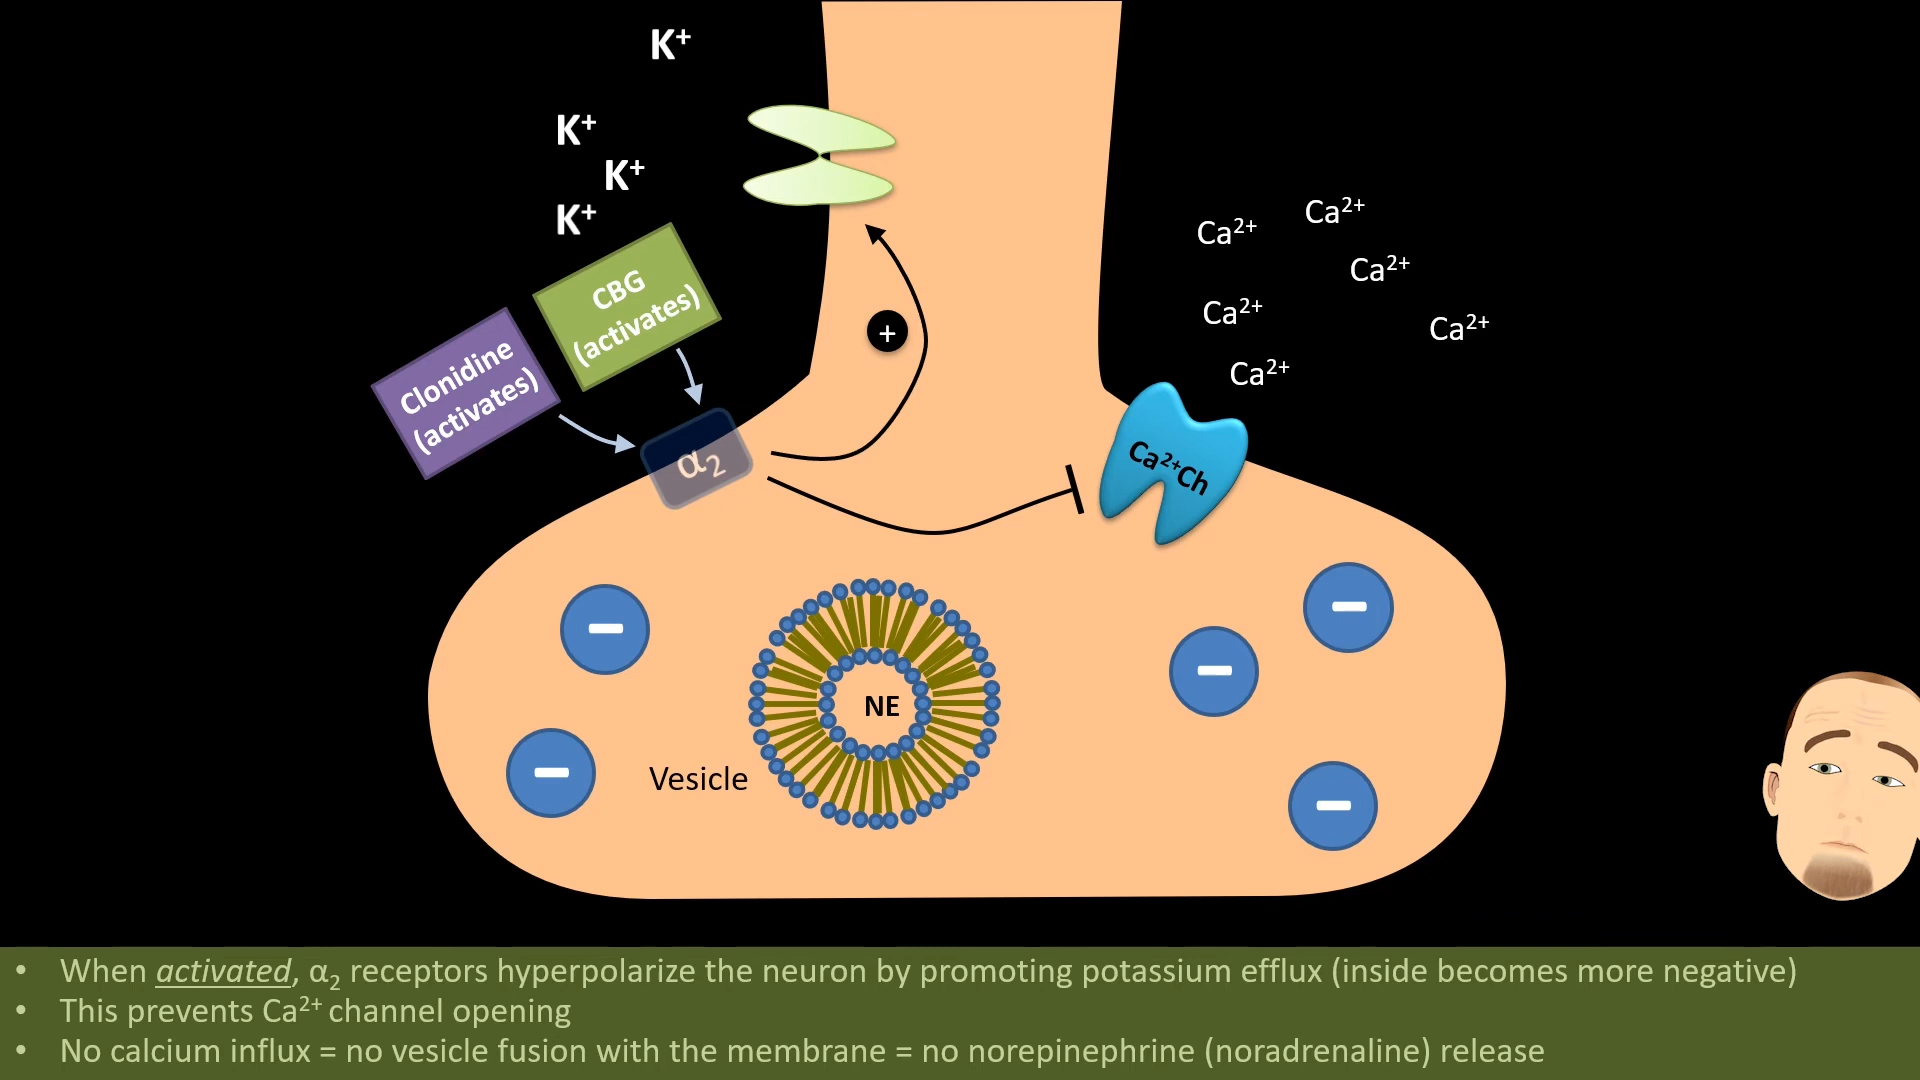 K⁺
K⁺
K⁺
K⁺
CBG
(activates)
Clonidine
(activates)
α₂
+
Ca²⁺
Ca²⁺
Ca²⁺
Ca²⁺
Ca²⁺
Ca²⁺
Ca²⁺Ch
NE
Vesicle
• When activated, α₂ receptors hyperpolarize the neuron by promoting potassium efflux (inside becomes more negative)
• This prevents Ca²⁺ channel opening
• No calcium influx = no vesicle fusion with the membrane = no norepinephrine (noradrenaline) release